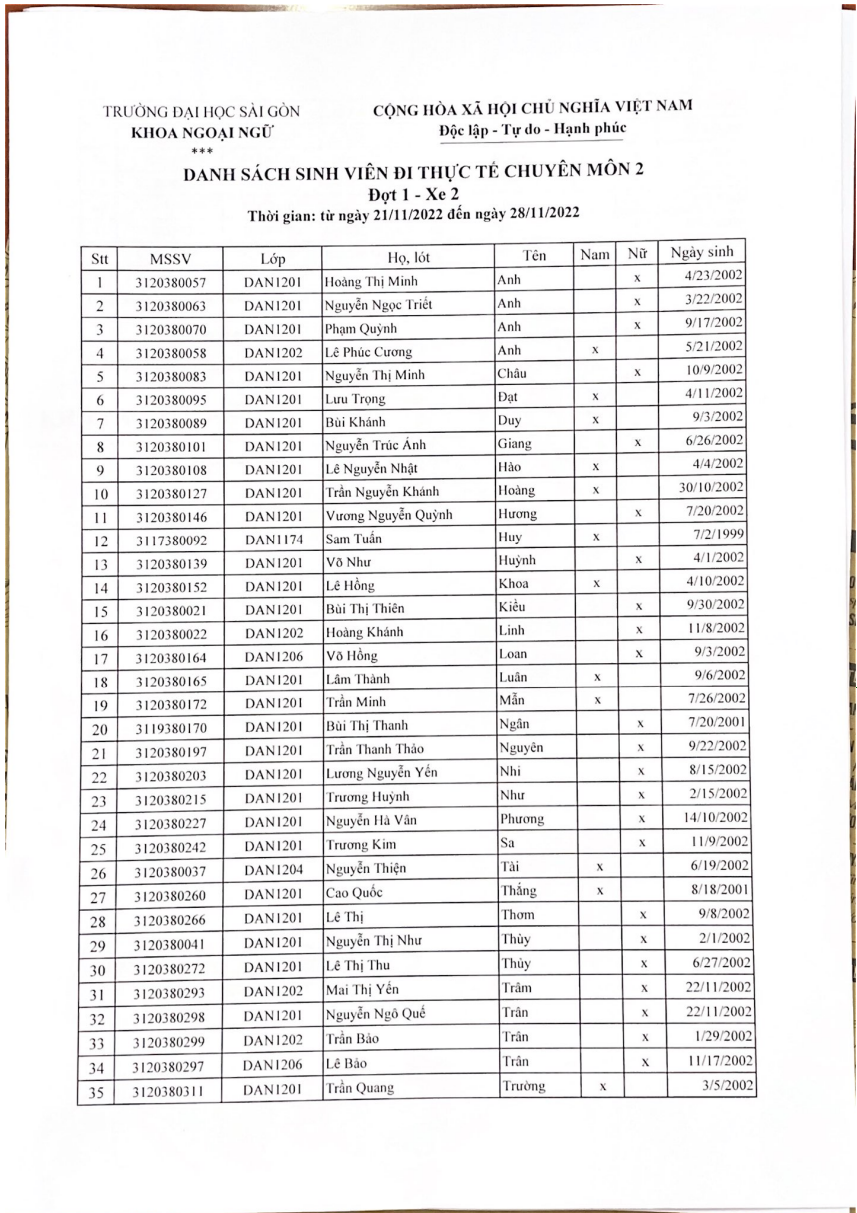 TRƯỜNG ĐẠI HỌC SÀI GÒN
KHOA NGOẠI NGỮ
***
CỘNG HÒA XÃ HỘI CHỦ NGHĨA VIỆT NAM
Độc lập - Tự do - Hạnh phúc
DANH SÁCH SINH VIÊN ĐI THỰC TẾ CHUYÊN MÔN 2
Đợt 1 - Xe 2
Thời gian: từ ngày 21/11/2022 đến ngày 28/11/2022
Stt MSSV Lớp Họ, lót Tên Nam Nữ Ngày sinh
1 3120380057 DAN1201 Hoàng Thị Minh Anh x 4/23/2002
2 3120380063 DAN1201 Nguyễn Ngọc Triết Anh x 3/22/2002
3 3120380070 DAN1201 Phạm Quỳnh Anh x 9/17/2002
4 3120380058 DAN1202 Lê Phúc Cương Anh x 5/21/2002
5 3120380083 DAN1201 Nguyễn Thị Minh Châu x 10/9/2002
6 3120380095 DAN1201 Lưu Trọng Đạt x 4/11/2002
7 3120380089 DAN1201 Bùi Khánh Duy x 9/3/2002
8 3120380101 DAN1201 Nguyễn Trúc Ánh Giang x 6/26/2002
9 3120380108 DAN1201 Lê Nguyễn Nhật Hào x 4/4/2002
10 3120380127 DAN1201 Trần Nguyễn Khánh Hoàng x 30/10/2002
11 3120380146 DAN1201 Vương Nguyễn Quỳnh Hương x 7/20/2002
12 3117380092 DAN1174 Sam Tuấn Huy x 7/2/1999
13 3120380139 DAN1201 Võ Như Huỳnh x 4/1/2002
14 3120380152 DAN1201 Lê Hồng Khoa x 4/10/2002
15 3120380021 DAN1201 Bùi Thị Thiên Kiều x 9/30/2002
16 3120380022 DAN1202 Hoàng Khánh Linh x 11/8/2002
17 3120380164 DAN1206 Võ Hồng Loan x 9/3/2002
18 3120380165 DAN1201 Lâm Thành Luân x 9/6/2002
19 3120380172 DAN1201 Trần Minh Mẫn x 7/26/2002
20 3119380170 DAN1201 Bùi Thị Thanh Ngân x 7/20/2001
21 3120380197 DAN1201 Trần Thanh Thảo Nguyên x 9/22/2002
22 3120380203 DAN1201 Lương Nguyễn Yến Nhi x 8/15/2002
23 3120380215 DAN1201 Trương Huỳnh Như x 2/15/2002
24 3120380227 DAN1201 Nguyễn Hà Vân Phương x 14/10/2002
25 3120380242 DAN1201 Trương Kim Sa x 11/9/2002
26 3120380037 DAN1204 Nguyễn Thiện Tài x 6/19/2002
27 3120380260 DAN1201 Cao Quốc Thắng x 8/18/2001
28 3120380266 DAN1201 Lê Thị Thơm x 9/8/2002
29 3120380041 DAN1201 Nguyễn Thị Như Thùy x 2/1/2002
30 3120380272 DAN1201 Lê Thị Thu Thủy x 6/27/2002
31 3120380293 DAN1202 Mai Thị Yến Trâm x 22/11/2002
32 3120380298 DAN1201 Nguyễn Ngô Quế Trân x 22/11/2002
33 3120380299 DAN1202 Trần Bảo Trân x 1/29/2002
34 3120380297 DAN1206 Lê Bảo Trân x 11/17/2002
35 3120380311 DAN1201 Trần Quang Trường x 3/5/2002